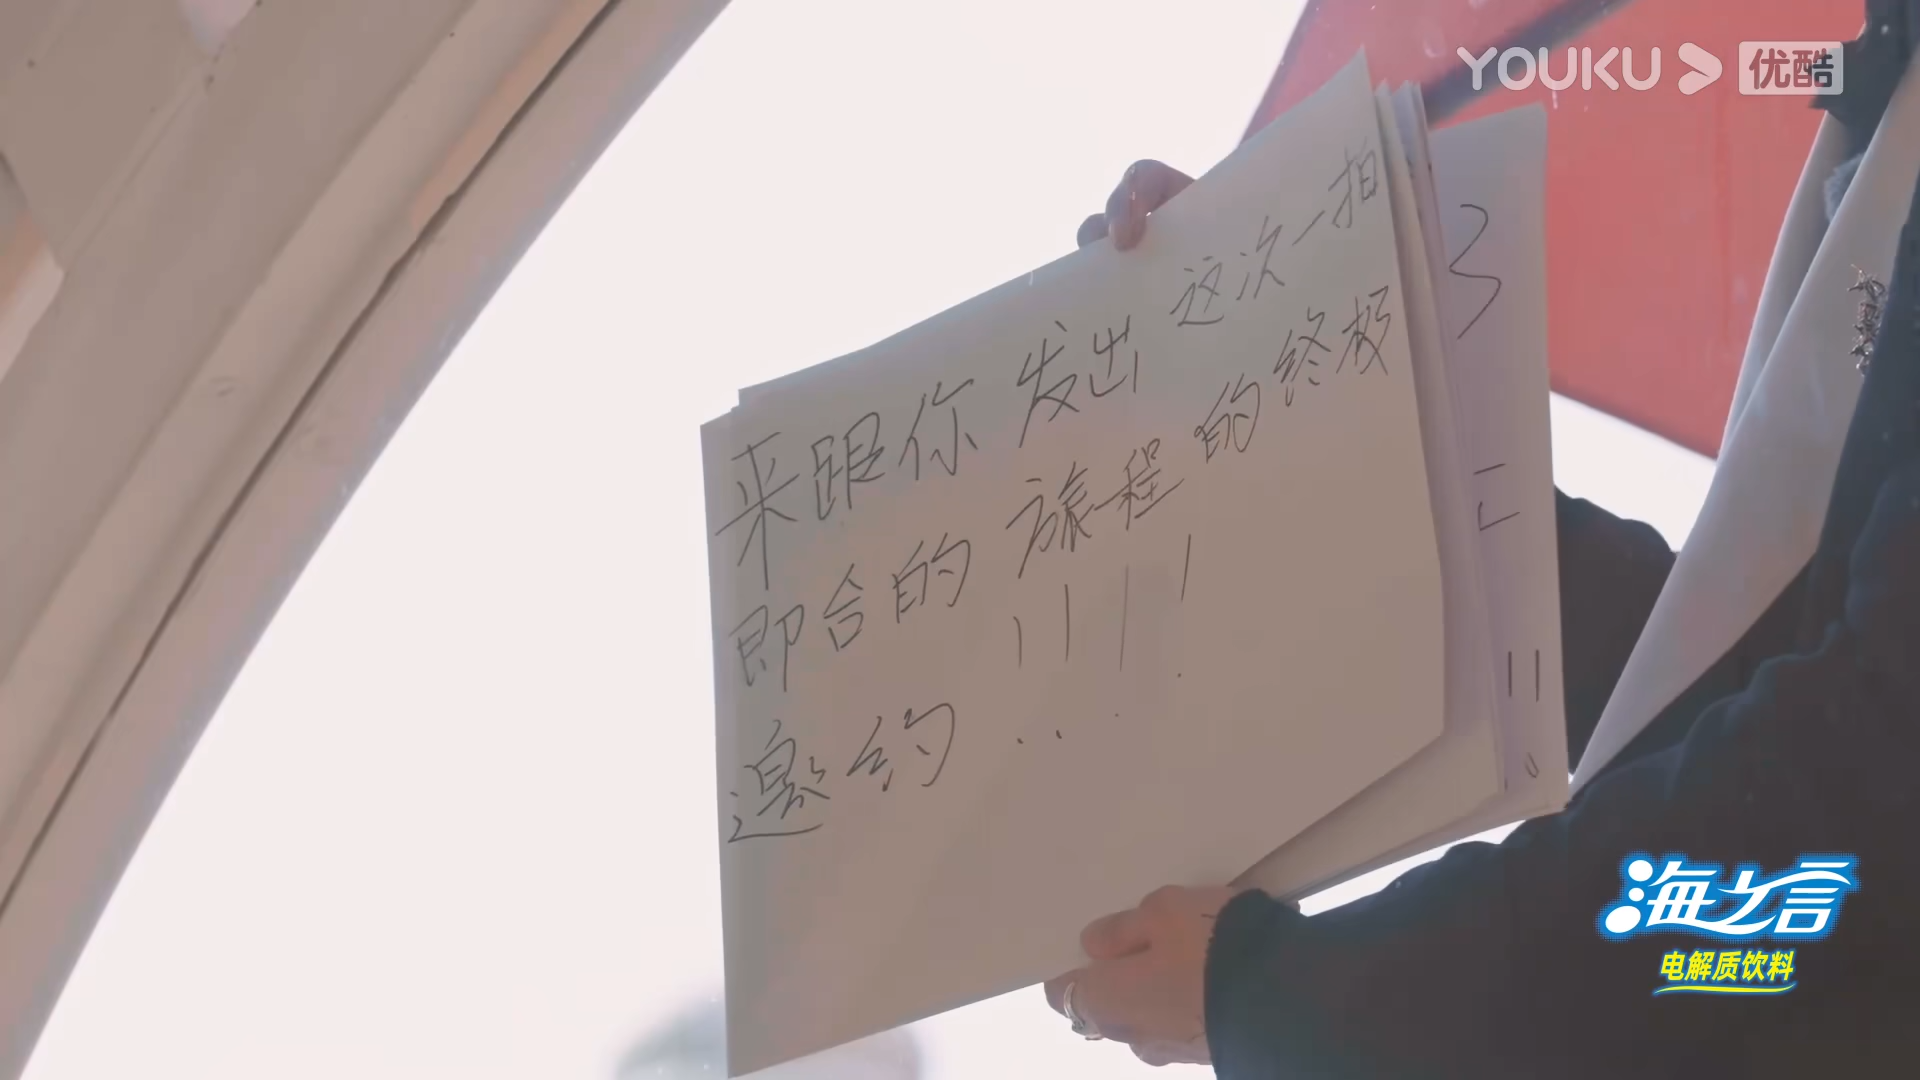 YOUKU 优酷
来跟你发出这次一拍
即合的旅程的终极
邀约..!!
海之言
电解质饮料